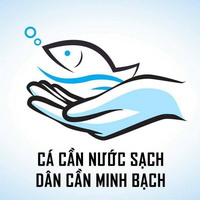 CÁ CẦN NƯỚC SẠCH
DÂN CẦN MINH BẠCH